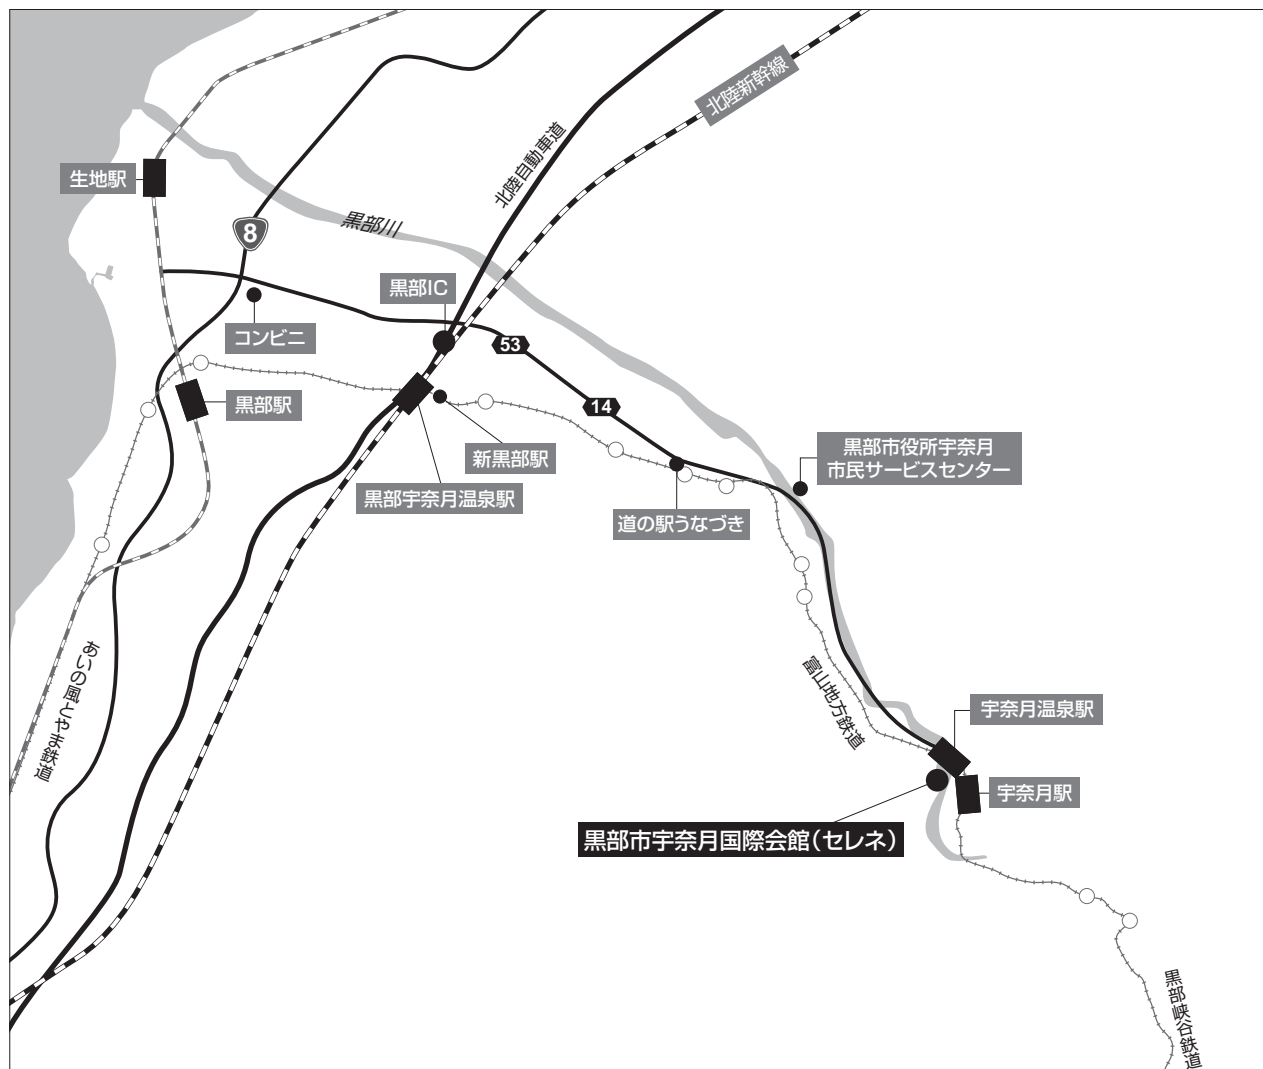 北陸新幹線
北陸自動車道
生地駅
8
黒部川
黒部IC
コンビニ
53
14
黒部駅
新黒部駅
黒部宇奈月温泉駅
黒部市役所宇奈月
市民サービスセンター
道の駅うなづき
あいの風とやま鉄道
富山地方鉄道
宇奈月温泉駅
宇奈月駅
黒部市宇奈月国際会館(セレネ)
黒部峡谷鉄道